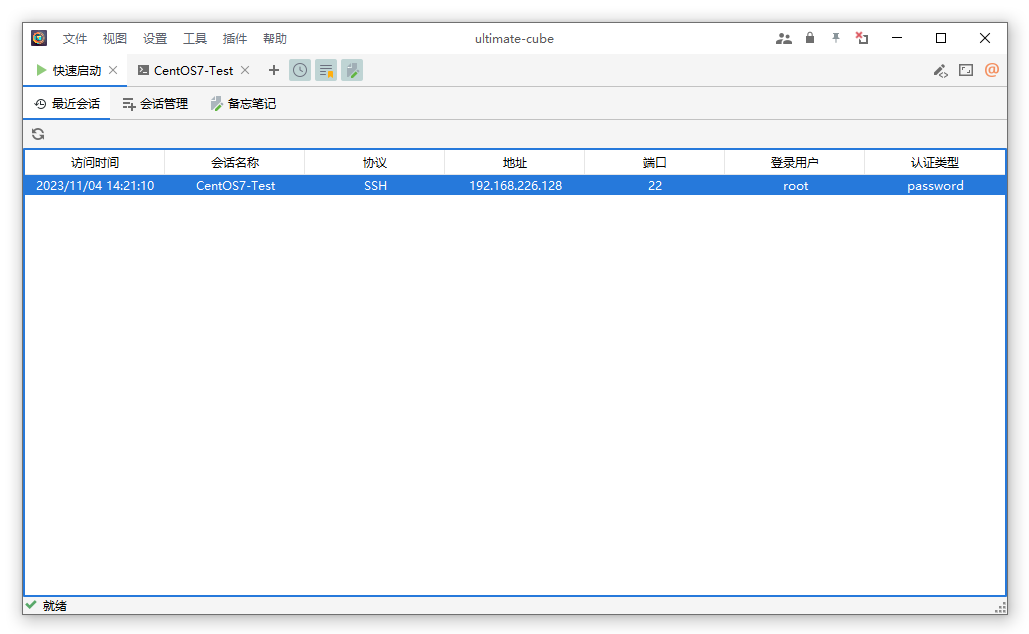 文件 视图 设置 工具 插件 帮助 ultimate-cube
快速启动 CentOS7-Test
最近会话 会话管理 备忘笔记
访问时间 会话名称 协议 地址 端口 登录用户 认证类型
2023/11/04 14:21:10 CentOS7-Test SSH 192.168.226.128 22 root password
就绪